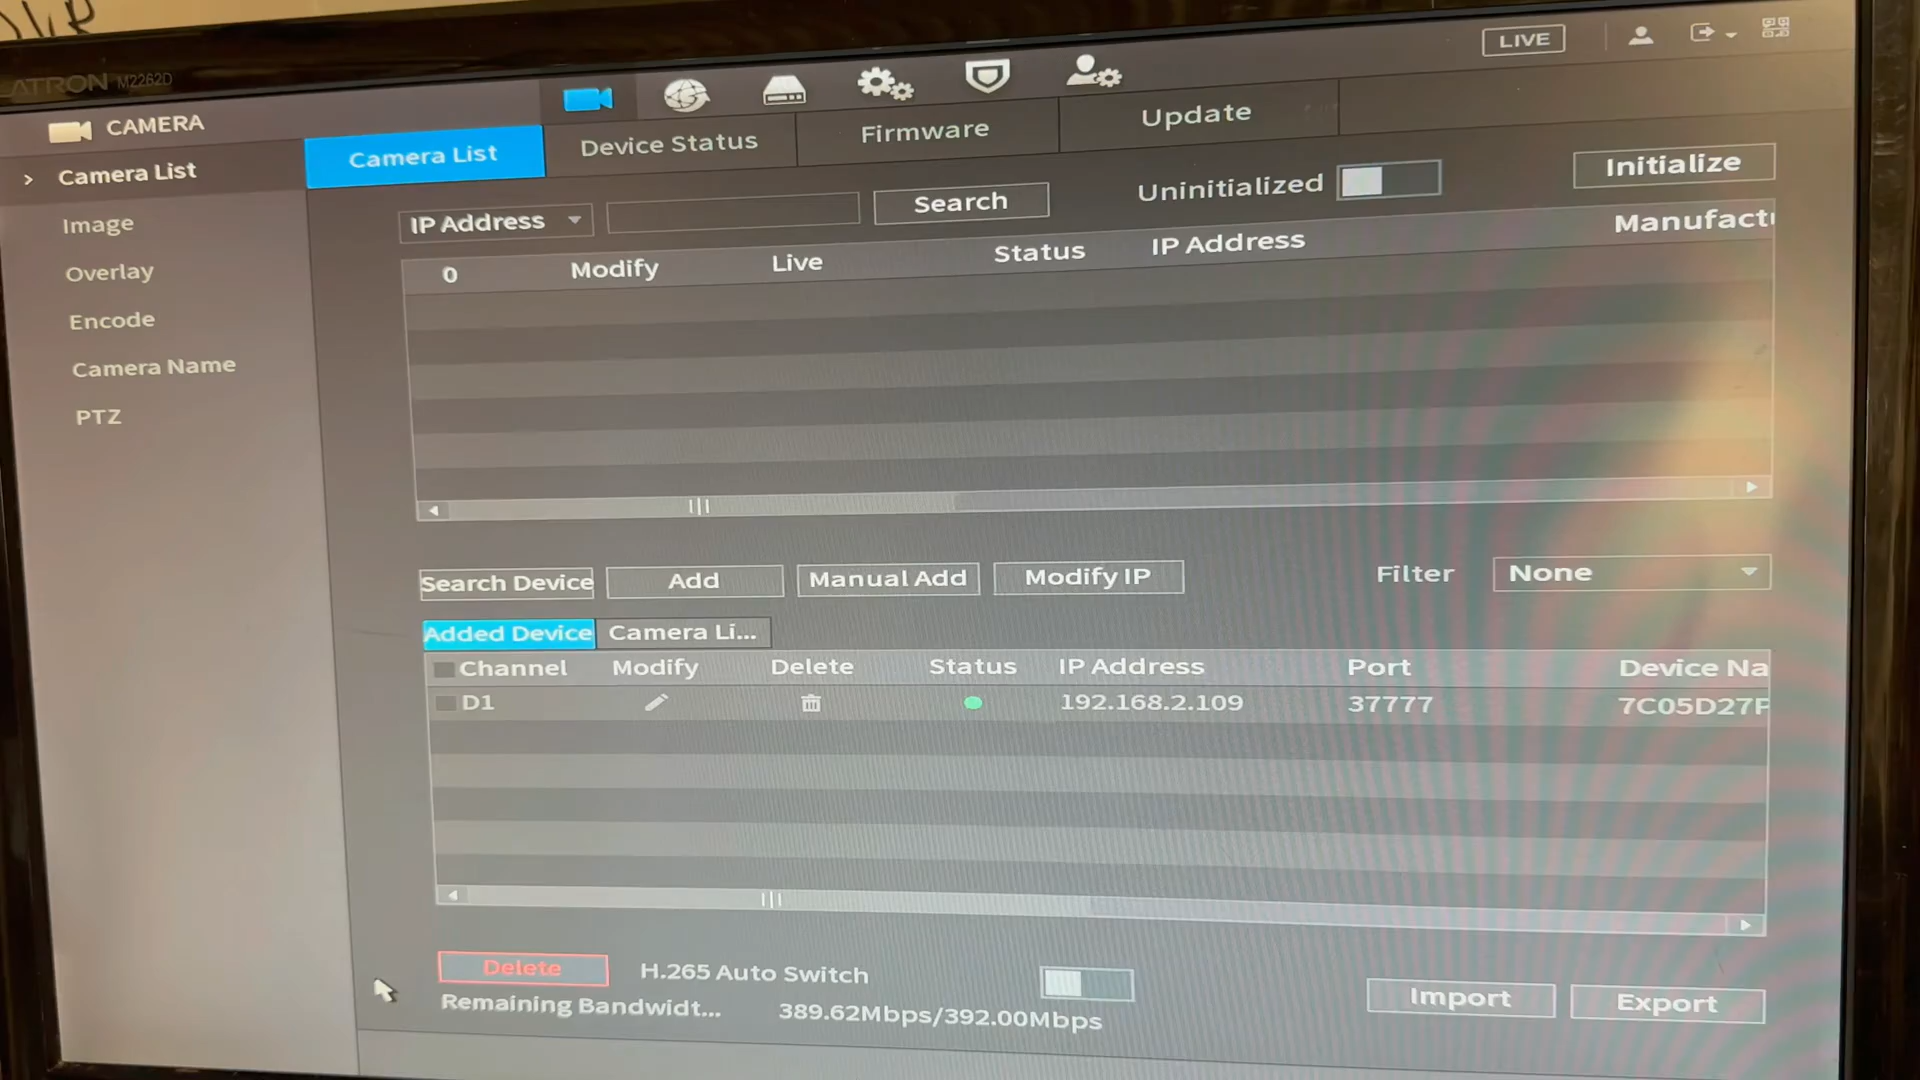 ATRON M2262D
LIVE
CAMERA
Camera List
Image
Overlay
Encode
Camera Name
PTZ
Camera List Device Status Firmware Update
IP Address Search Uninitialized Initialize
0 Modify Live Status IP Address Manufact
Search Device Add Manual Add Modify IP Filter None
Added Device Camera Li...
Channel Modify Delete Status IP Address Port Device Na
D1 192.168.2.109 37777 7C05D27F
Delete H.265 Auto Switch
Remaining Bandwidt... 389.62Mbps/392.00Mbps
Import Export